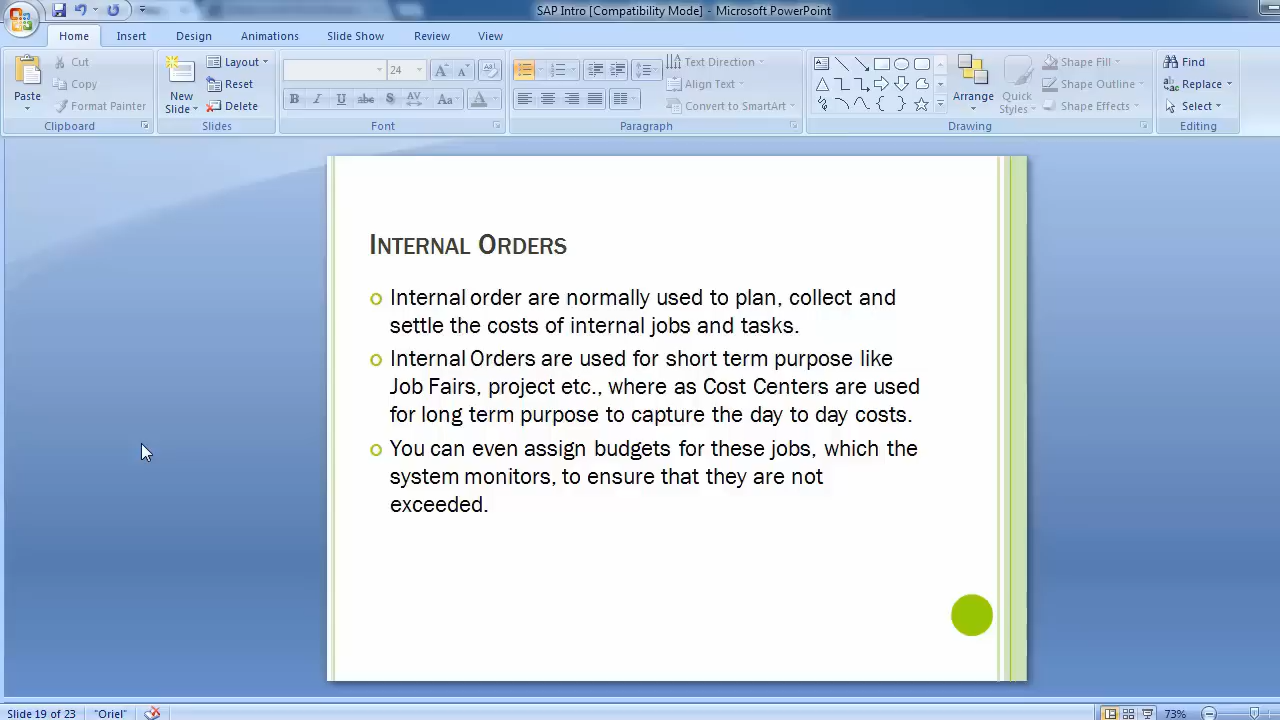 SAP Intro [Compatibility Mode] - Microsoft PowerPoint
Home Insert Design Animations Slide Show Review View
Paste
Cut
Copy
Format Painter
Clipboard
New Slide
Layout
Reset
Delete
Slides
24
B I U abc S AV Aa A
Font
Text Direction
Align Text
Convert to SmartArt
Paragraph
Arrange
Quick Styles
Shape Fill
Shape Outline
Shape Effects
Drawing
Find
Replace
Select
Editing
INTERNAL ORDERS
Internal order are normally used to plan, collect and
settle the costs of internal jobs and tasks.
Internal Orders are used for short term purpose like
Job Fairs, project etc., where as Cost Centers are used
for long term purpose to capture the day to day costs.
You can even assign budgets for these jobs, which the
system monitors, to ensure that they are not
exceeded.
Slide 19 of 23 "Oriel" 73%